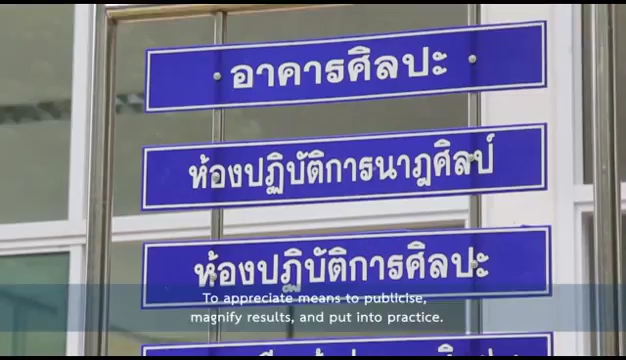 อาคารศิลปะ
ห้องปฏิบัติการนาฏศิลป์
ห้องปฏิบัติการศิลปะ
To appreciate means to publicise,
magnify results, and put into practice.